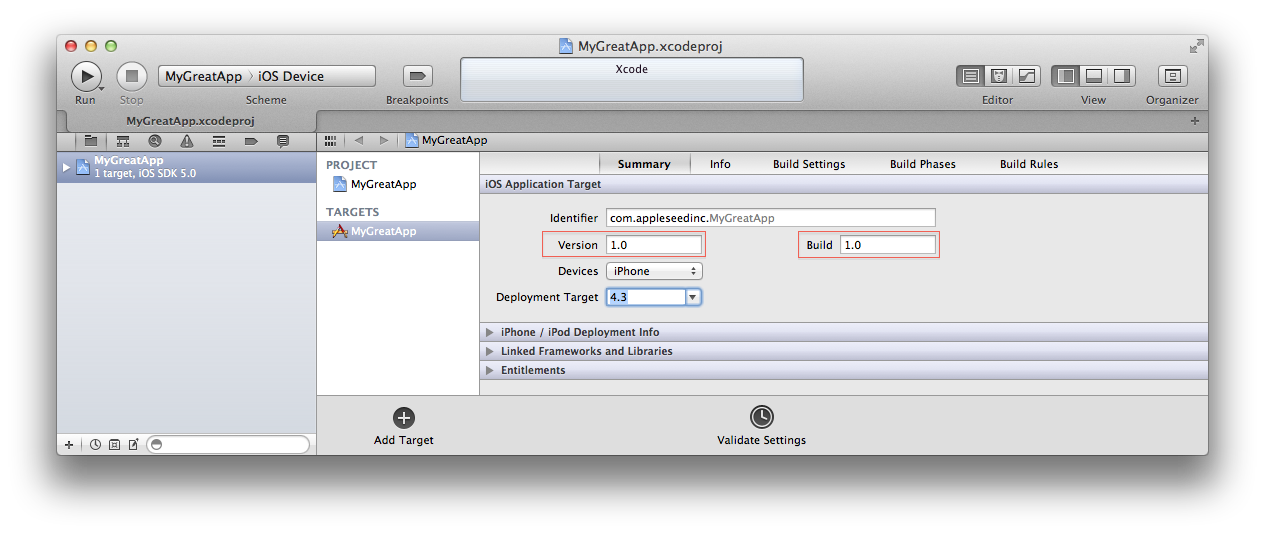 MyGreatApp.xcodeproj
MyGreatApp › iOS Device
Xcode
Run
Stop
Scheme
Breakpoints
Editor
View
Organizer
MyGreatApp.xcodeproj
MyGreatApp
MyGreatApp
1 target, iOS SDK 5.0
PROJECT
MyGreatApp
TARGETS
MyGreatApp
Summary Info Build Settings Build Phases Build Rules
iOS Application Target
Identifier com.appleseedinc.MyGreatApp
Version 1.0 Build 1.0
Devices iPhone
Deployment Target 4.3
iPhone / iPod Deployment Info
Linked Frameworks and Libraries
Entitlements
Add Target
Validate Settings